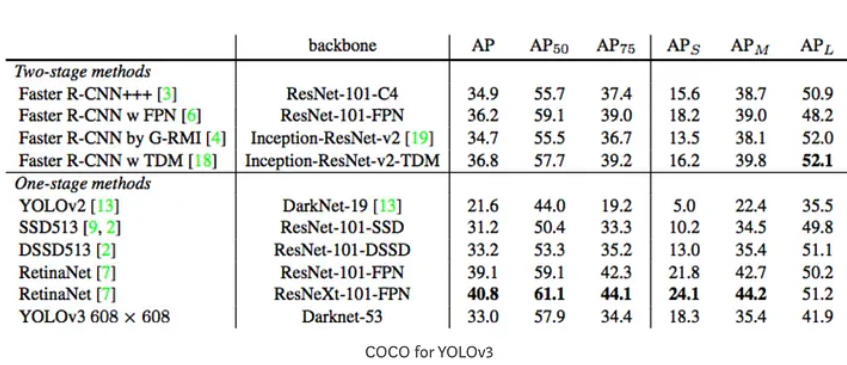 backbone AP AP50 AP75 APS APM APL
Two-stage methods
Faster R-CNN+++ [3] ResNet-101-C4 34.9 55.7 37.4 15.6 38.7 50.9
Faster R-CNN w FPN [6] ResNet-101-FPN 36.2 59.1 39.0 18.2 39.0 48.2
Faster R-CNN by G-RMI [4] Inception-ResNet-v2 [19] 34.7 55.5 36.7 13.5 38.1 52.0
Faster R-CNN w TDM [18] Inception-ResNet-v2-TDM 36.8 57.7 39.2 16.2 39.8 52.1
One-stage methods
YOLOv2 [13] DarkNet-19 [13] 21.6 44.0 19.2 5.0 22.4 35.5
SSD513 [9, 2] ResNet-101-SSD 31.2 50.4 33.3 10.2 34.5 49.8
DSSD513 [2] ResNet-101-DSSD 33.2 53.3 35.2 13.0 35.4 51.1
RetinaNet [7] ResNet-101-FPN 39.1 59.1 42.3 21.8 42.7 50.2
RetinaNet [7] ResNeXt-101-FPN 40.8 61.1 44.1 24.1 44.2 51.2
YOLOv3 608 × 608 Darknet-53 33.0 57.9 34.4 18.3 35.4 41.9
COCO for YOLOv3